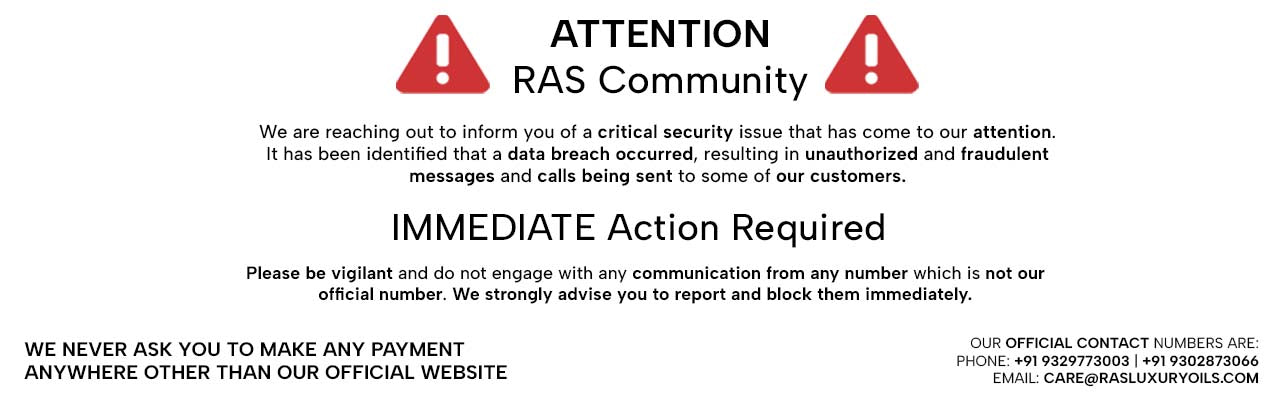 ATTENTION
RAS Community
We are reaching out to inform you of a critical security issue that has come to our attention.
It has been identified that a data breach occurred, resulting in unauthorized and fraudulent
messages and calls being sent to some of our customers.
IMMEDIATE Action Required
Please be vigilant and do not engage with any communication from any number which is not our
official number. We strongly advise you to report and block them immediately.
WE NEVER ASK YOU TO MAKE ANY PAYMENT
ANYWHERE OTHER THAN OUR OFFICIAL WEBSITE
OUR OFFICIAL CONTACT NUMBERS ARE:
PHONE: +91 9329773003 | +91 9302873066
EMAIL: CARE@RASLUXURYOILS.COM